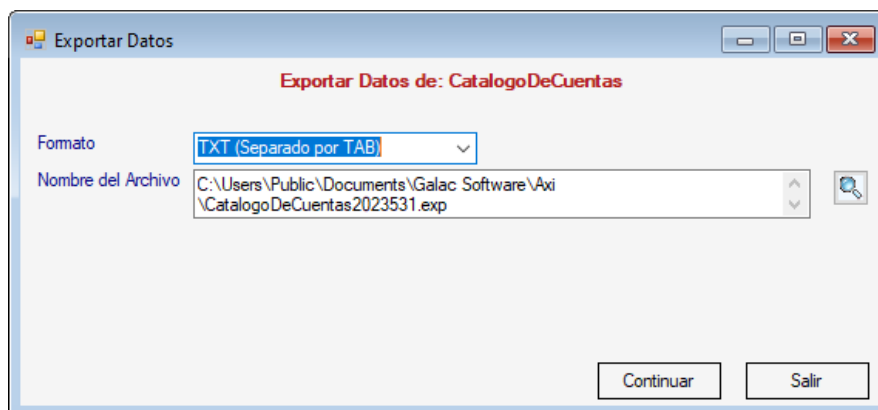 Exportar Datos
Exportar Datos de: CatalogoDeCuentas
Formato
TXT (Separado por TAB)
Nombre del Archivo
C:\Users\Public\Documents\Galac Software\Axi
\CatalogoDeCuentas2023531.exp
Continuar
Salir